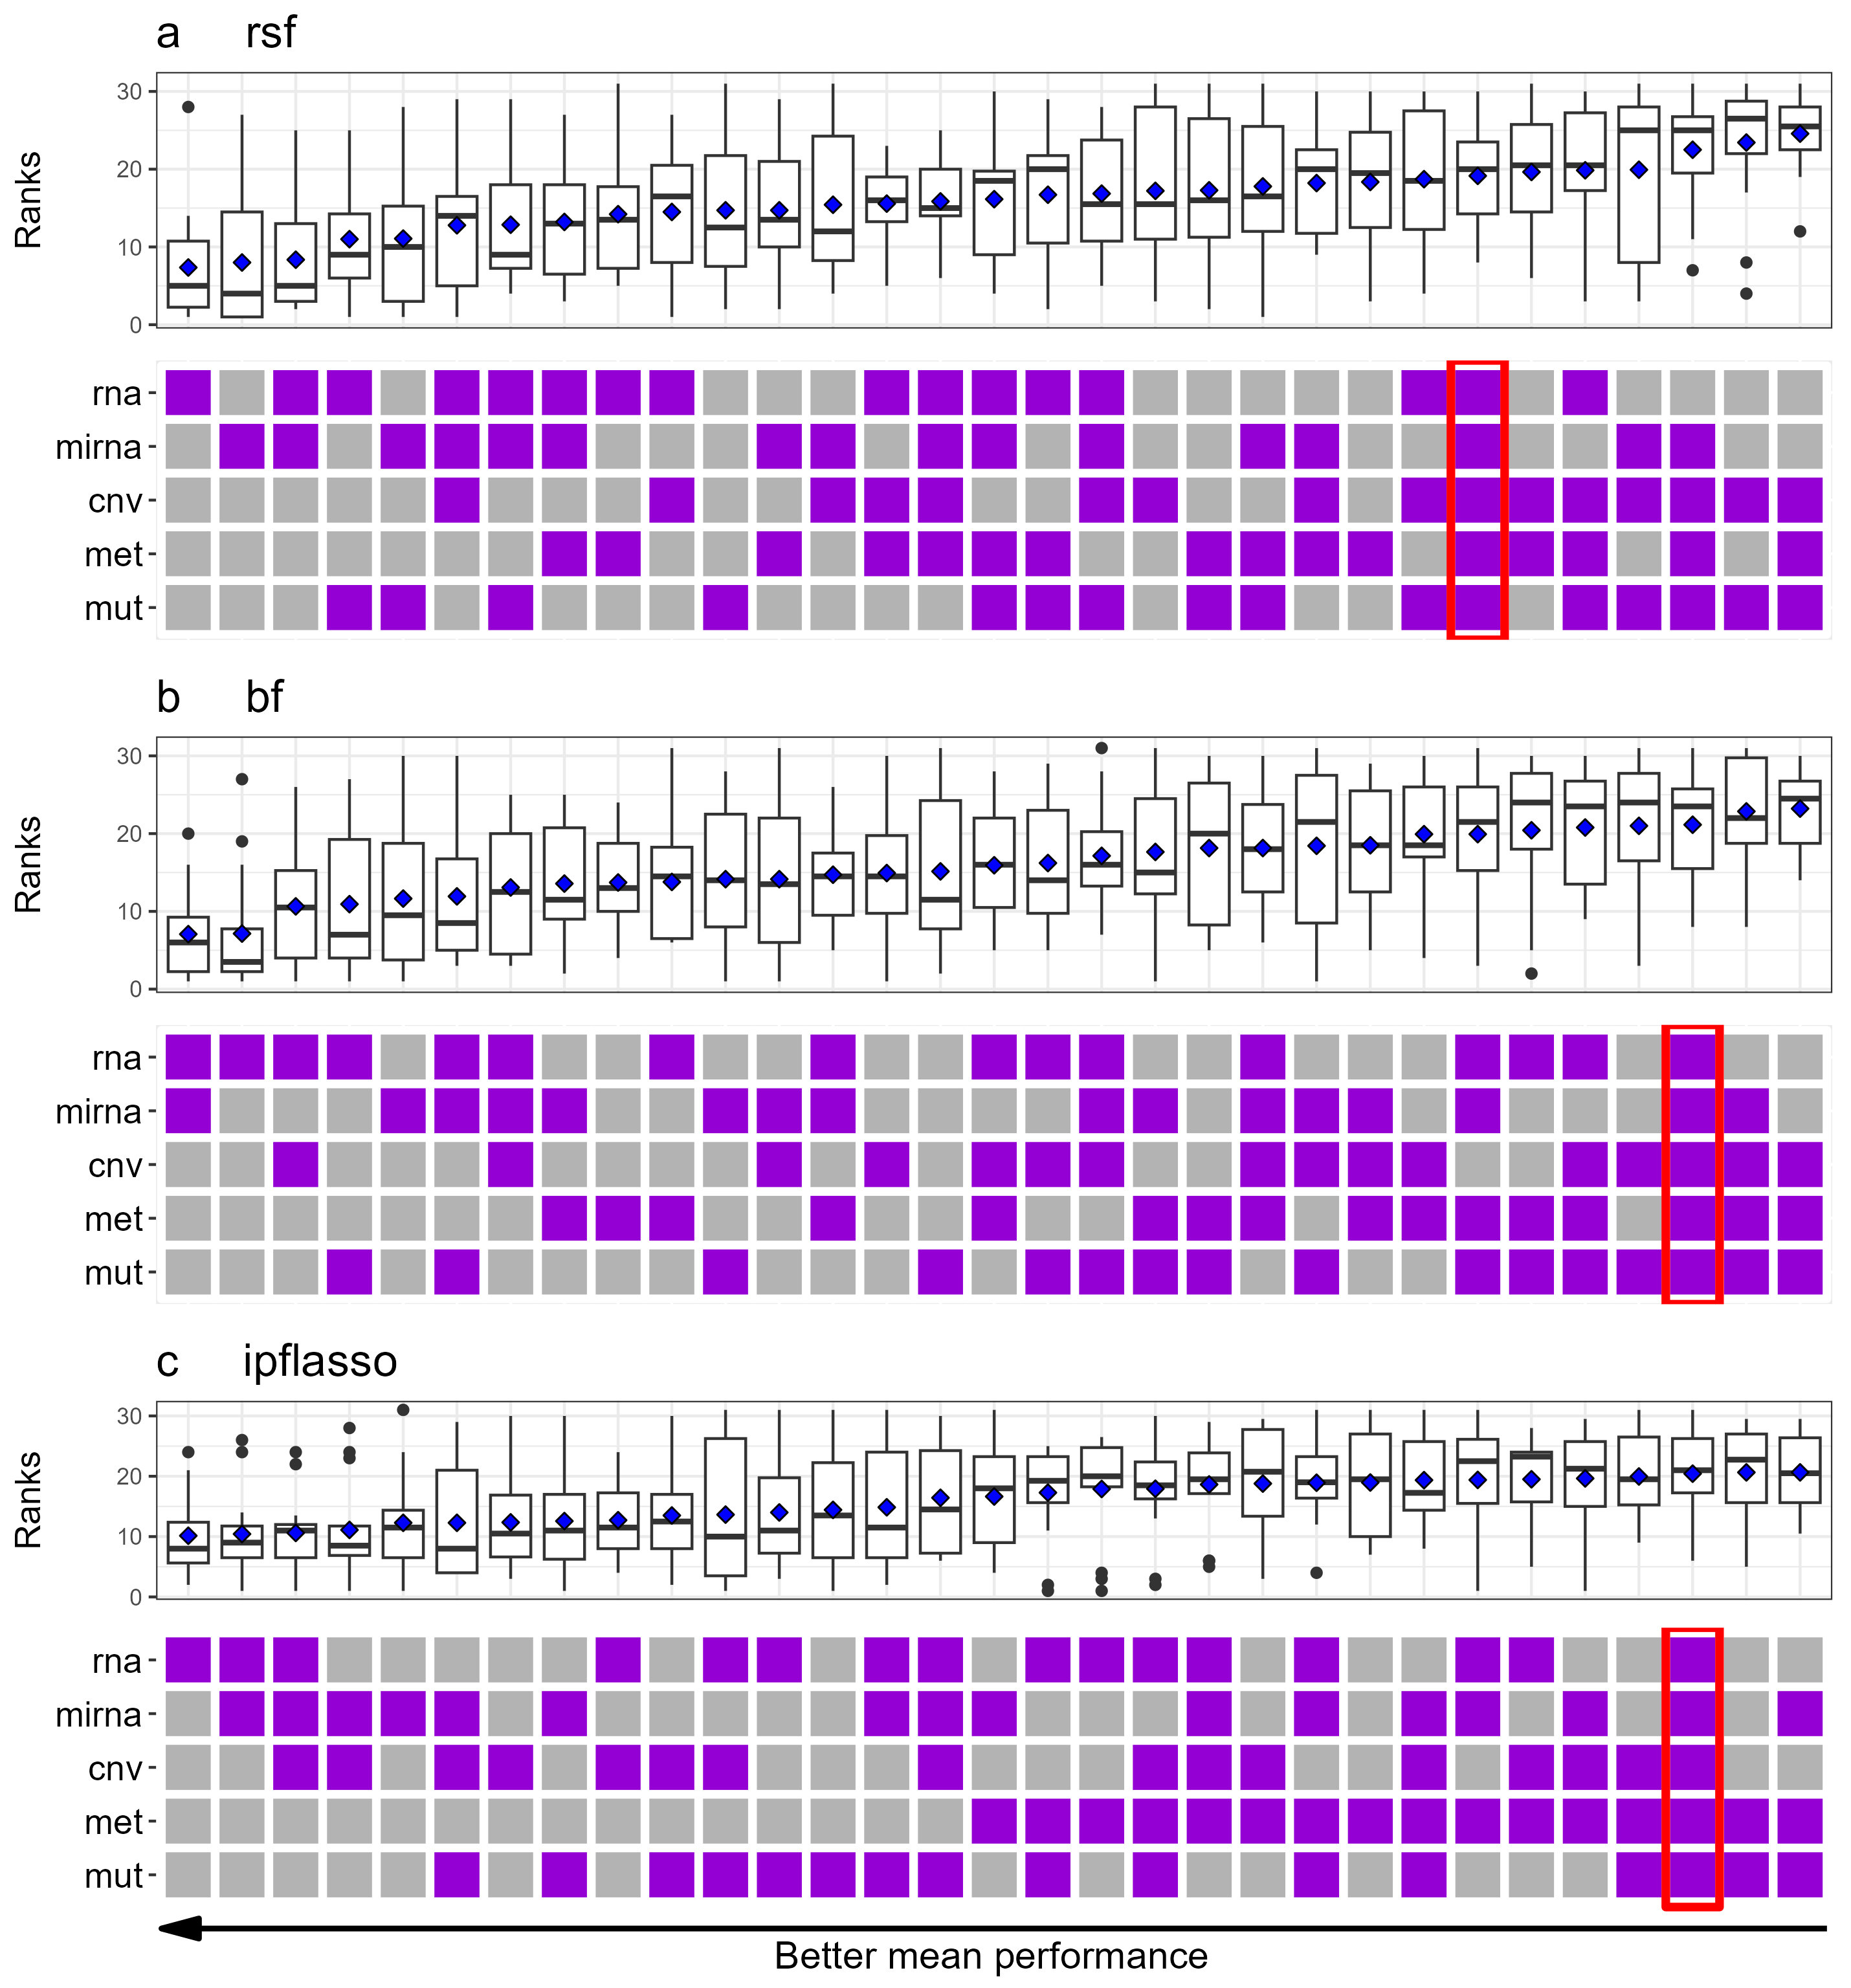 a rsf
Ranks
30
20
10
0
rna
mirna
cnv
met
mut
b bf
Ranks
30
20
10
0
rna
mirna
cnv
met
mut
c ipflasso
Ranks
30
20
10
0
rna
mirna
cnv
met
mut
Better mean performance